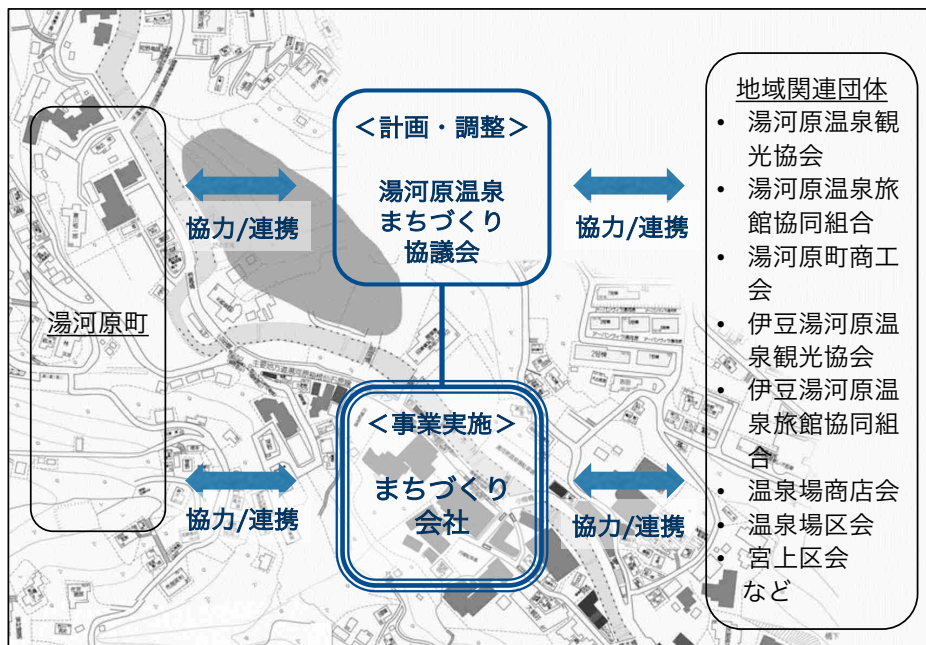 湯河原町
協力/連携
協力/連携
＜計画・調整＞
湯河原温泉
まちづくり
協議会
＜事業実施＞
まちづくり
会社
協力/連携
協力/連携
地域関連団体
• 湯河原温泉観
光協会
• 湯河原温泉旅
館協同組合
• 湯河原町商工
会
• 伊豆湯河原温
泉観光協会
• 伊豆湯河原温
泉旅館協同組
合
• 温泉場商店会
• 温泉場区会
• 宮上区会
など